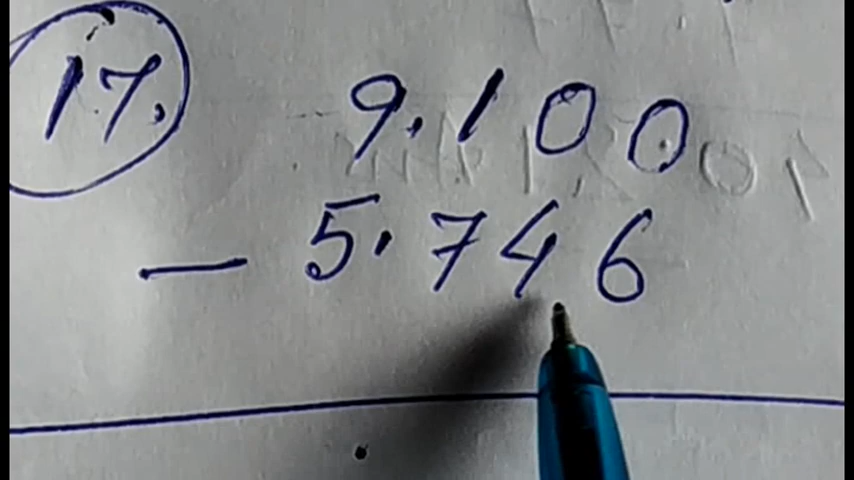 17.
9.100
- 5.746
.